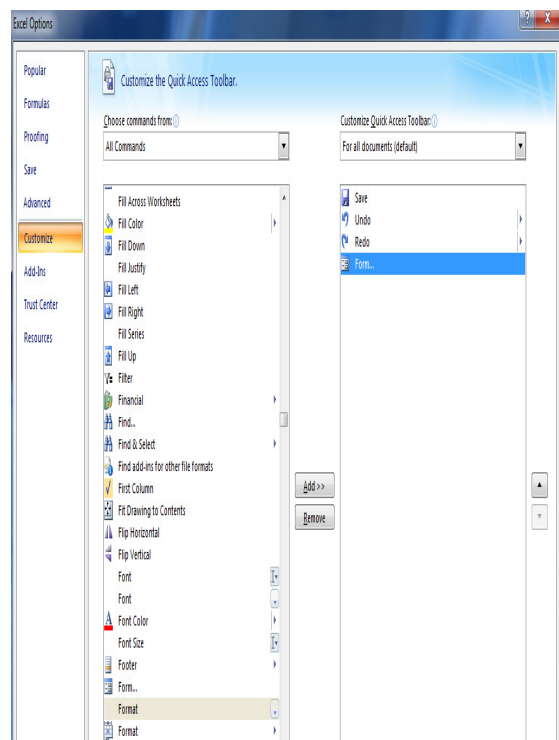 Excel Options
? X
Popular
Formulas
Proofing
Save
Advanced
Customize
Add-Ins
Trust Center
Resources
Customize the Quick Access Toolbar.
Choose commands from:
All Commands
Fill Across Worksheets
Fill Color
Fill Down
Fill Justify
Fill Left
Fill Right
Fill Series
Fill Up
Filter
Financial
Find...
Find & Select
Find add-ins for other file formats
First Column
Fit Drawing to Contents
Flip Horizontal
Flip Vertical
Font
Font
Font Color
Font Size
Footer
Form...
Format
Format
Add >>
Remove
Customize Quick Access Toolbar:
For all documents (default)
Save
Undo
Redo
Form...